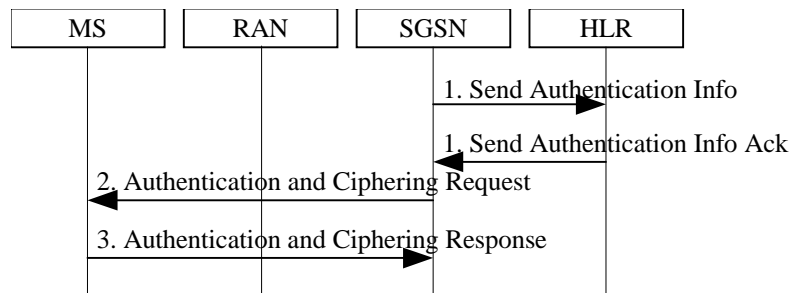 MS RAN SGSN HLR
1. Send Authentication Info
1. Send Authentication Info Ack
2. Authentication and Ciphering Request
3. Authentication and Ciphering Response